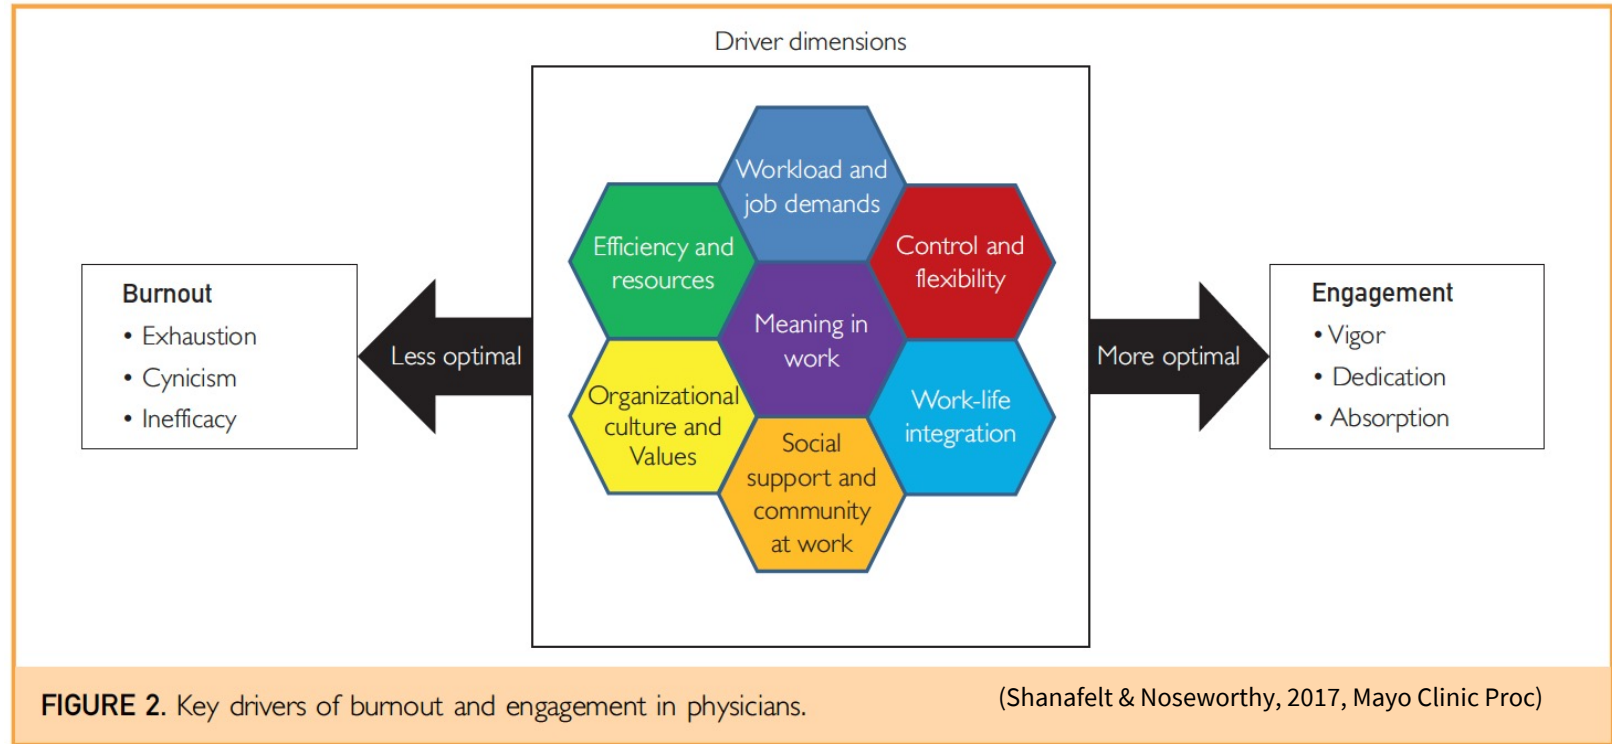 Driver dimensions
Workload and
job demands
Efficiency and
resources
Control and
flexibility
Meaning in
work
Organizational
culture and
Values
Work-life
integration
Social
support and
community
at work
Burnout
• Exhaustion
• Cynicism
• Inefficacy
Less optimal
More optimal
Engagement
• Vigor
• Dedication
• Absorption
FIGURE 2. Key drivers of burnout and engagement in physicians.
(Shanafelt & Noseworthy, 2017, Mayo Clinic Proc)